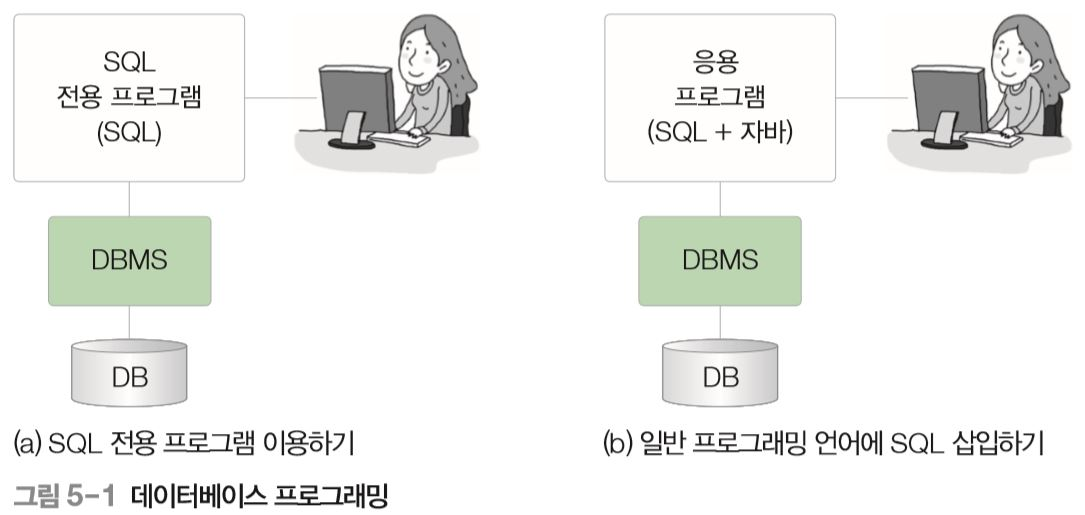 SQL
전용 프로그램
(SQL)
DBMS
DB
(a) SQL 전용 프로그램 이용하기
응용
프로그램
(SQL + 자바)
DBMS
DB
(b) 일반 프로그래밍 언어에 SQL 삽입하기
그림 5-1 데이터베이스 프로그래밍